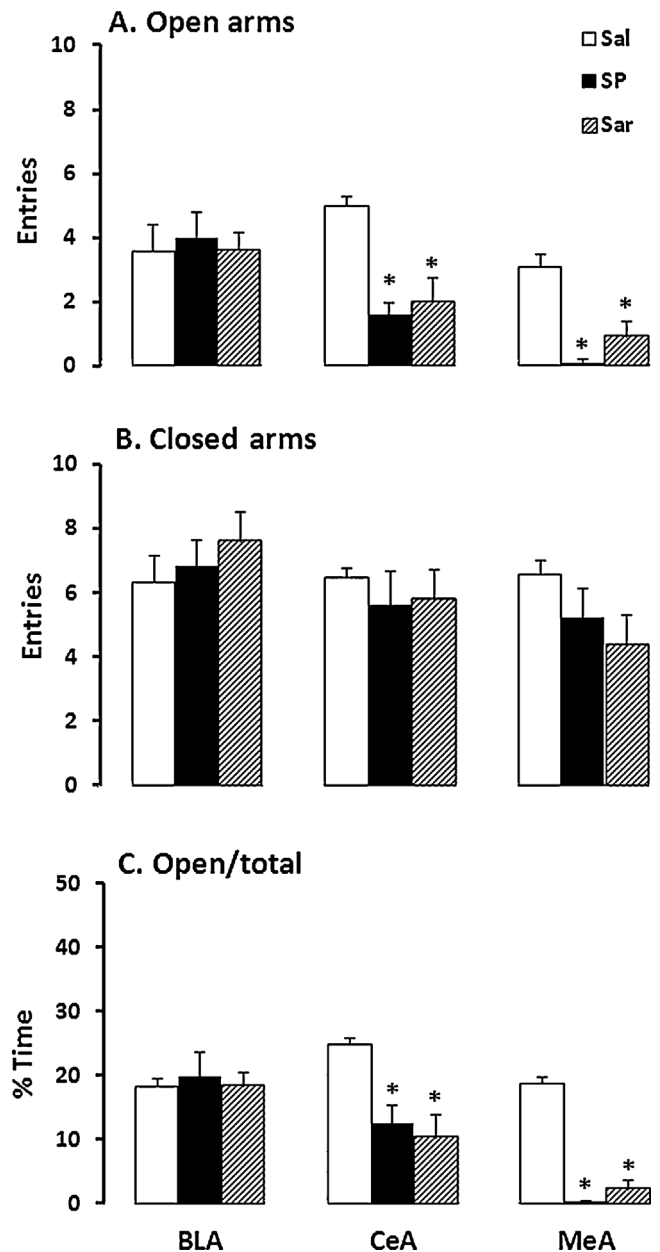 A. Open arms
Sal
SP
Sar
10
8
6
4
2
0
Entries
*
*
*
*
B. Closed arms
10
8
6
4
2
0
Entries
C. Open/total
50
40
30
20
10
0
% Time
*
*
*
*
BLA CeA MeA